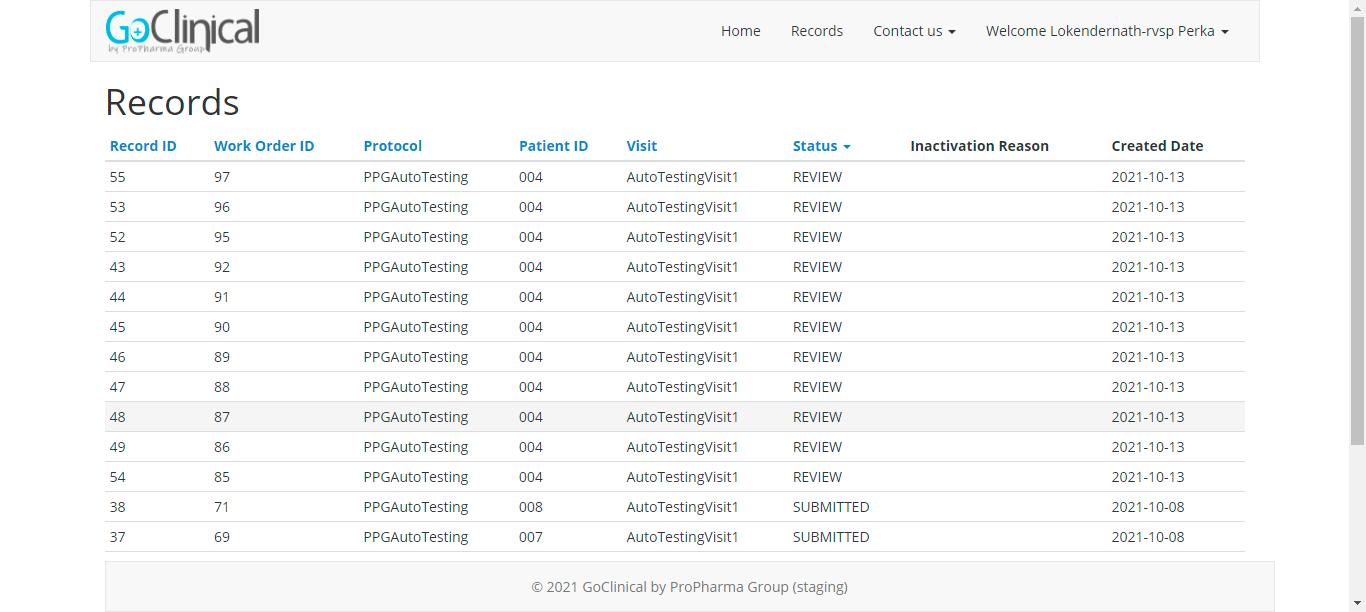 GoClinical
by ProPharma Group
Home Records Contact us Welcome Lokendernath-rvsp Perka
Records
Record ID Work Order ID Protocol Patient ID Visit Status Inactivation Reason Created Date
55 97 PPGAutoTesting 004 AutoTestingVisit1 REVIEW 2021-10-13
53 96 PPGAutoTesting 004 AutoTestingVisit1 REVIEW 2021-10-13
52 95 PPGAutoTesting 004 AutoTestingVisit1 REVIEW 2021-10-13
43 92 PPGAutoTesting 004 AutoTestingVisit1 REVIEW 2021-10-13
44 91 PPGAutoTesting 004 AutoTestingVisit1 REVIEW 2021-10-13
45 90 PPGAutoTesting 004 AutoTestingVisit1 REVIEW 2021-10-13
46 89 PPGAutoTesting 004 AutoTestingVisit1 REVIEW 2021-10-13
47 88 PPGAutoTesting 004 AutoTestingVisit1 REVIEW 2021-10-13
48 87 PPGAutoTesting 004 AutoTestingVisit1 REVIEW 2021-10-13
49 86 PPGAutoTesting 004 AutoTestingVisit1 REVIEW 2021-10-13
54 85 PPGAutoTesting 004 AutoTestingVisit1 REVIEW 2021-10-13
38 71 PPGAutoTesting 008 AutoTestingVisit1 SUBMITTED 2021-10-08
37 69 PPGAutoTesting 007 AutoTestingVisit1 SUBMITTED 2021-10-08
© 2021 GoClinical by ProPharma Group (staging)